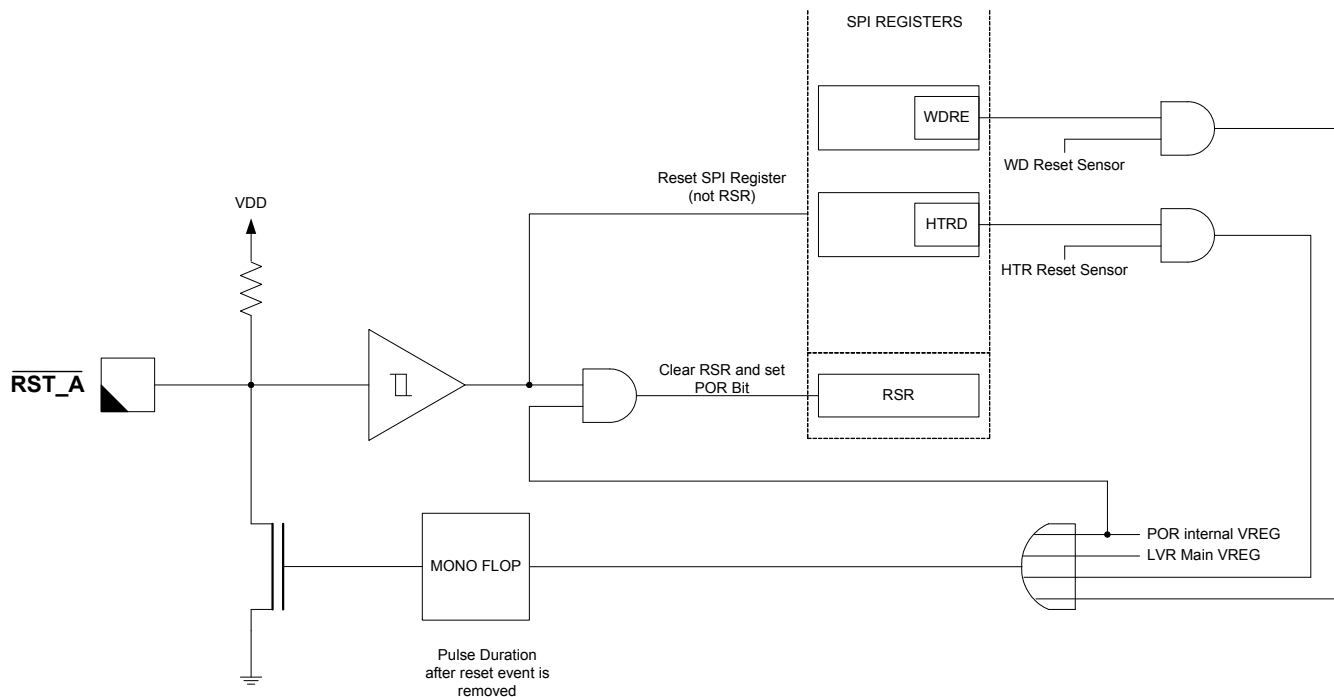 SPI REGISTERS
WDRE
WD Reset Sensor
Reset SPI Register
(not RSR)
VDD
HTRD
HTR Reset Sensor
RST_A
Clear RSR and set
POR Bit
RSR
POR internal VREG
LVR Main VREG
MONO FLOP
Pulse Duration
after reset event is
removed